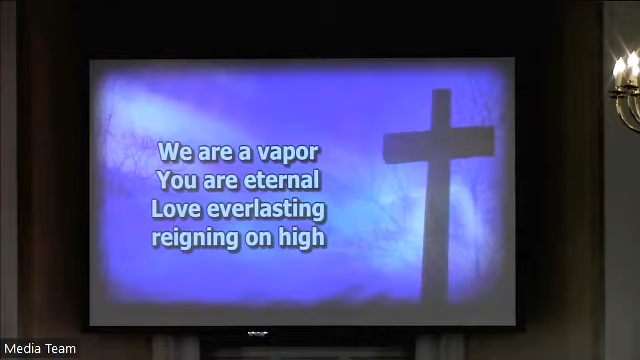 We are a vapor
You are eternal
Love everlasting
reigning on high
Media Team